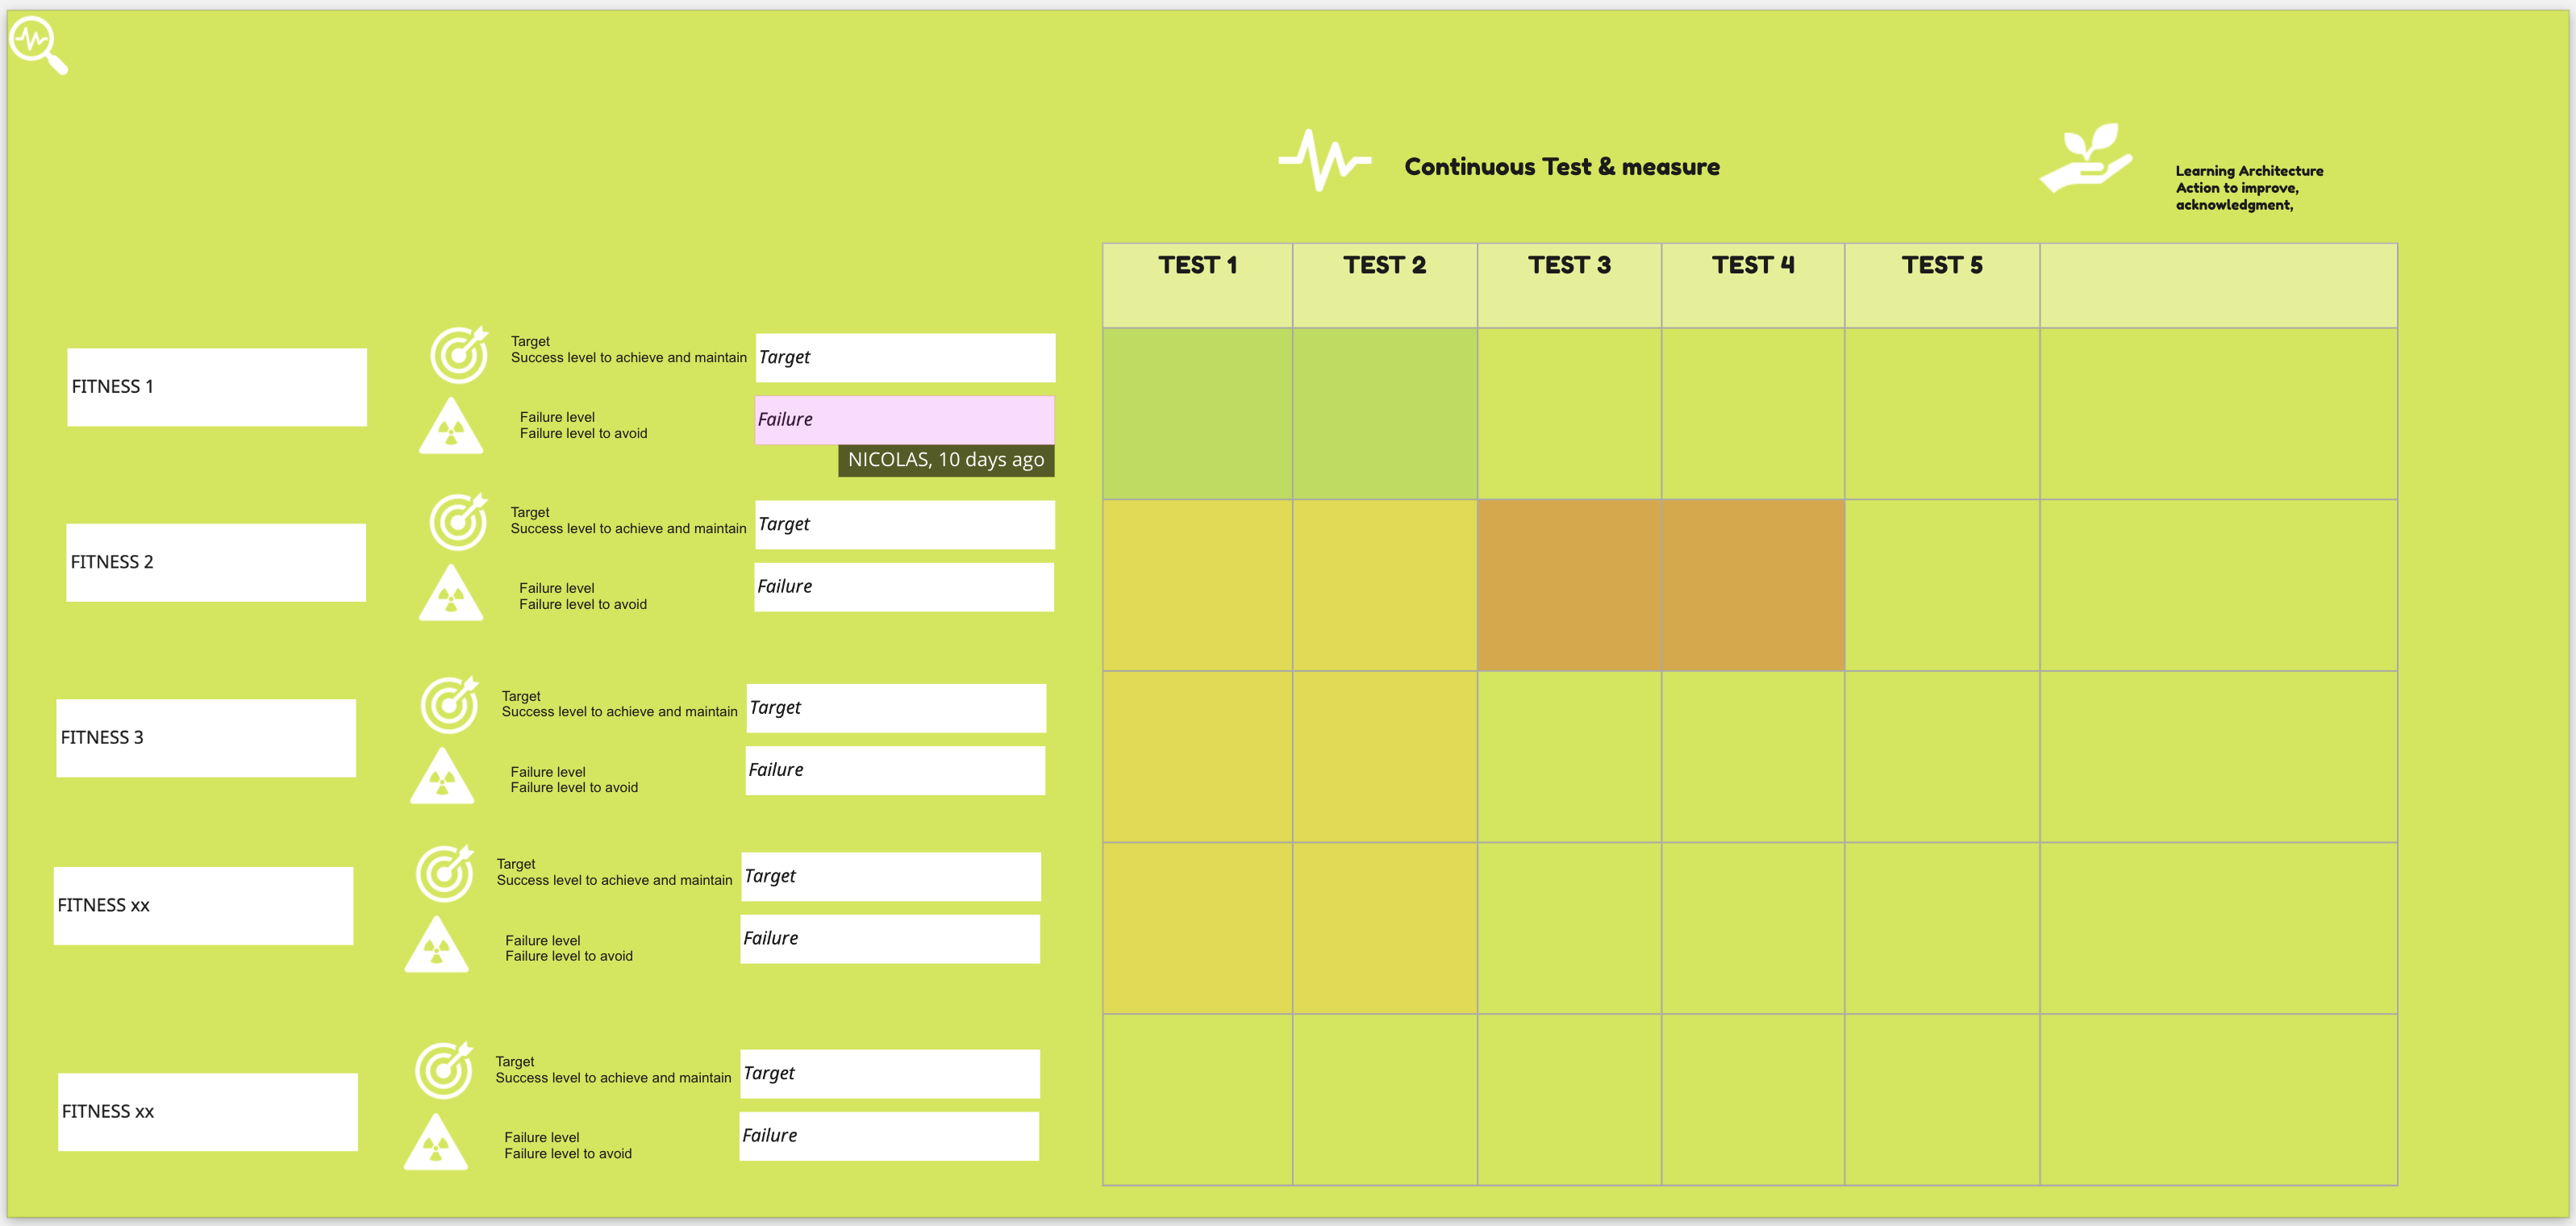 Continuous Test & measure
Learning Architecture
Action to improve,
acknowledgment,
TEST 1
TEST 2
TEST 3
TEST 4
TEST 5
FITNESS 1
Target
Success level to achieve and maintain
Target
Failure level
Failure level to avoid
Failure
NICOLAS, 10 days ago
FITNESS 2
Target
Success level to achieve and maintain
Target
Failure level
Failure level to avoid
Failure
FITNESS 3
Target
Success level to achieve and maintain
Target
Failure level
Failure level to avoid
Failure
FITNESS xx
Target
Success level to achieve and maintain
Target
Failure level
Failure level to avoid
Failure
FITNESS xx
Target
Success level to achieve and maintain
Target
Failure level
Failure level to avoid
Failure